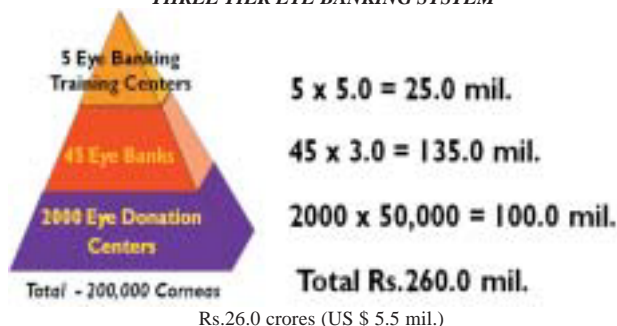 THREE TIER EYE BANKING SYSTEM
5 Eye Banking
Training Centers
5 x 5.0 = 25.0 mil.
45 Eye Banks
45 x 3.0 = 135.0 mil.
2000 Eye Donation
Centers
2000 x 50,000 = 100.0 mil.
Total - 200,000 Corneas
Total Rs.260.0 mil.
Rs.26.0 crores (US $ 5.5 mil.)